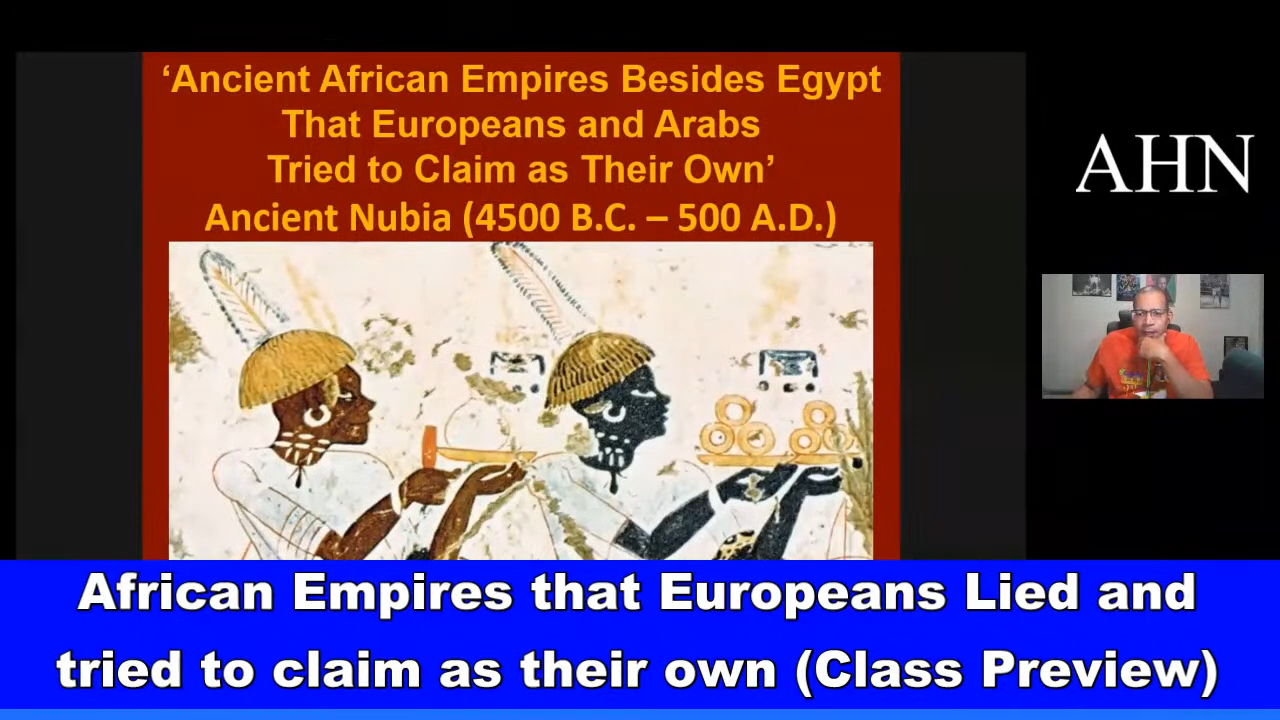 ‘Ancient African Empires Besides Egypt
That Europeans and Arabs
Tried to Claim as Their Own’
Ancient Nubia (4500 B.C. – 500 A.D.)
AHN
African Empires that Europeans Lied and
tried to claim as their own (Class Preview)